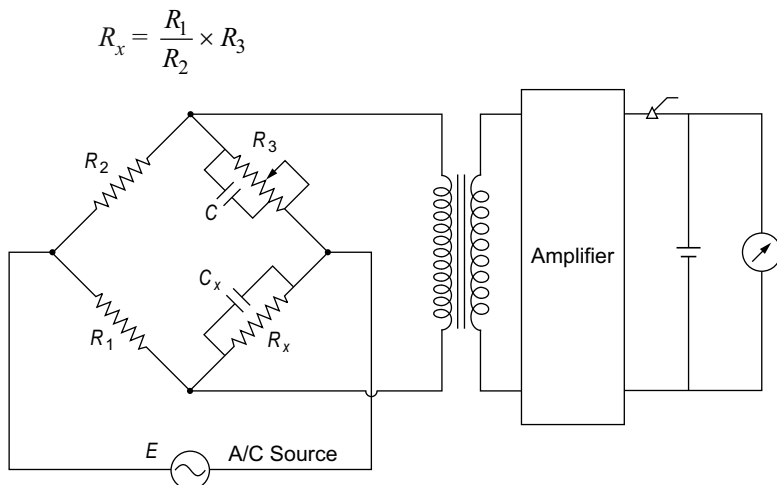 R_x = R_1 / R_2 × R_3
R_3
R_2
C
C_x
R_1
R_x
Amplifier
E
A/C Source